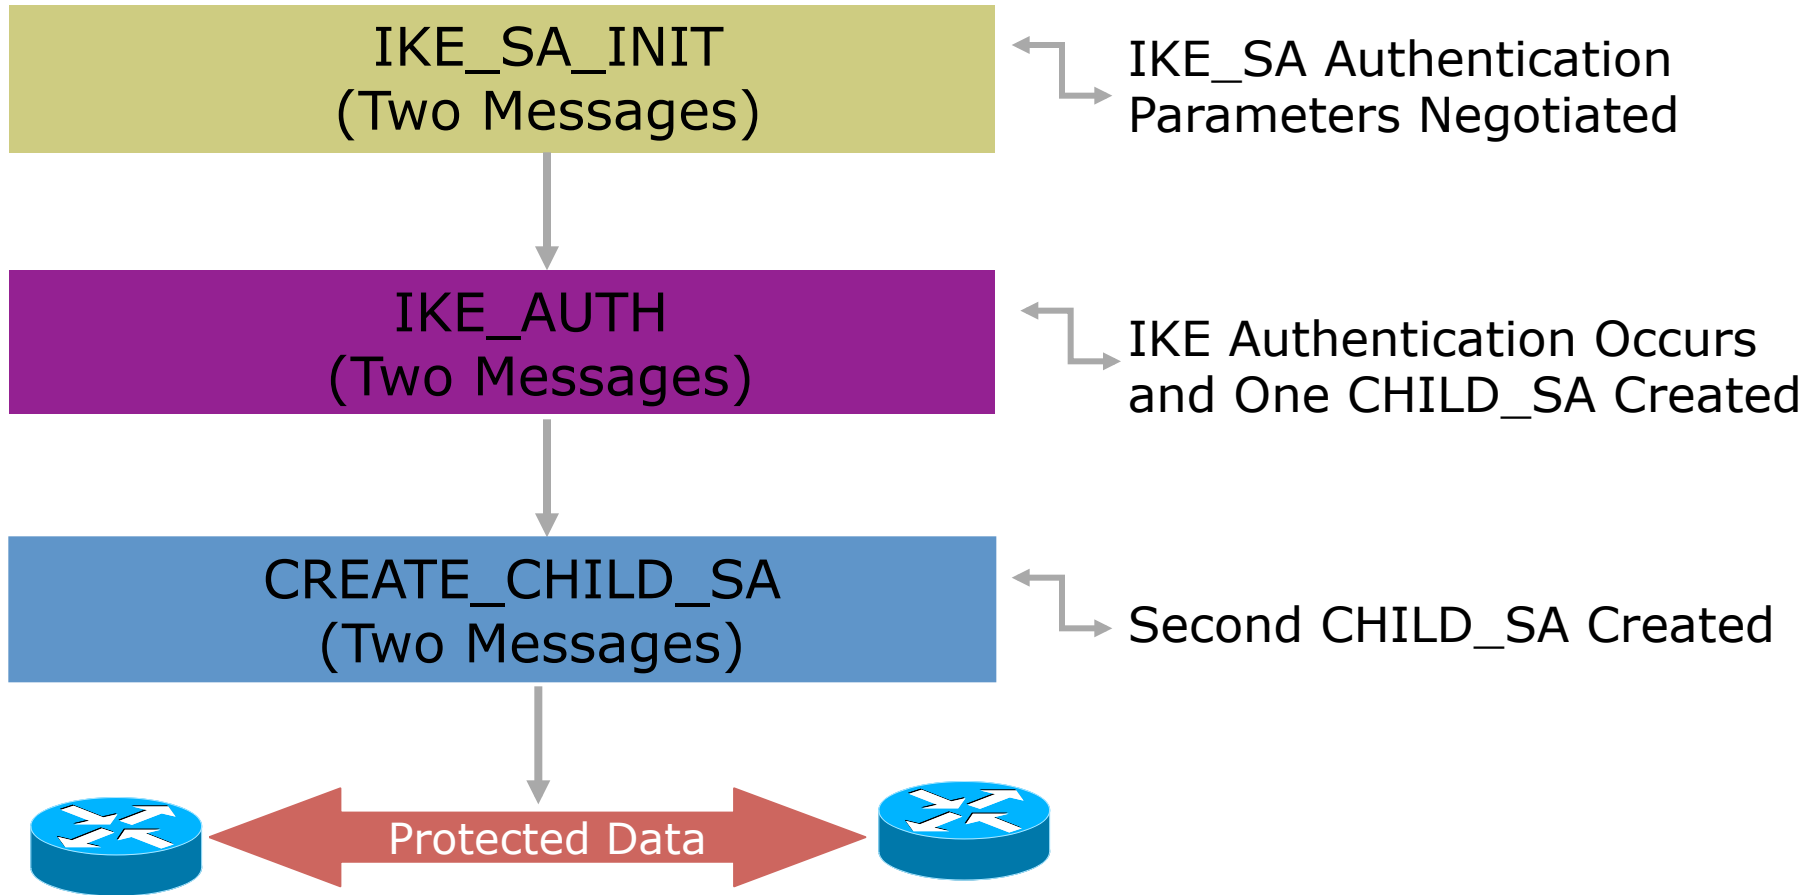 IKE_SA_INIT
(Two Messages)
IKE_SA Authentication
Parameters Negotiated
IKE_AUTH
(Two Messages)
IKE Authentication Occurs
and One CHILD_SA Created
CREATE_CHILD_SA
(Two Messages)
Second CHILD_SA Created
Protected Data